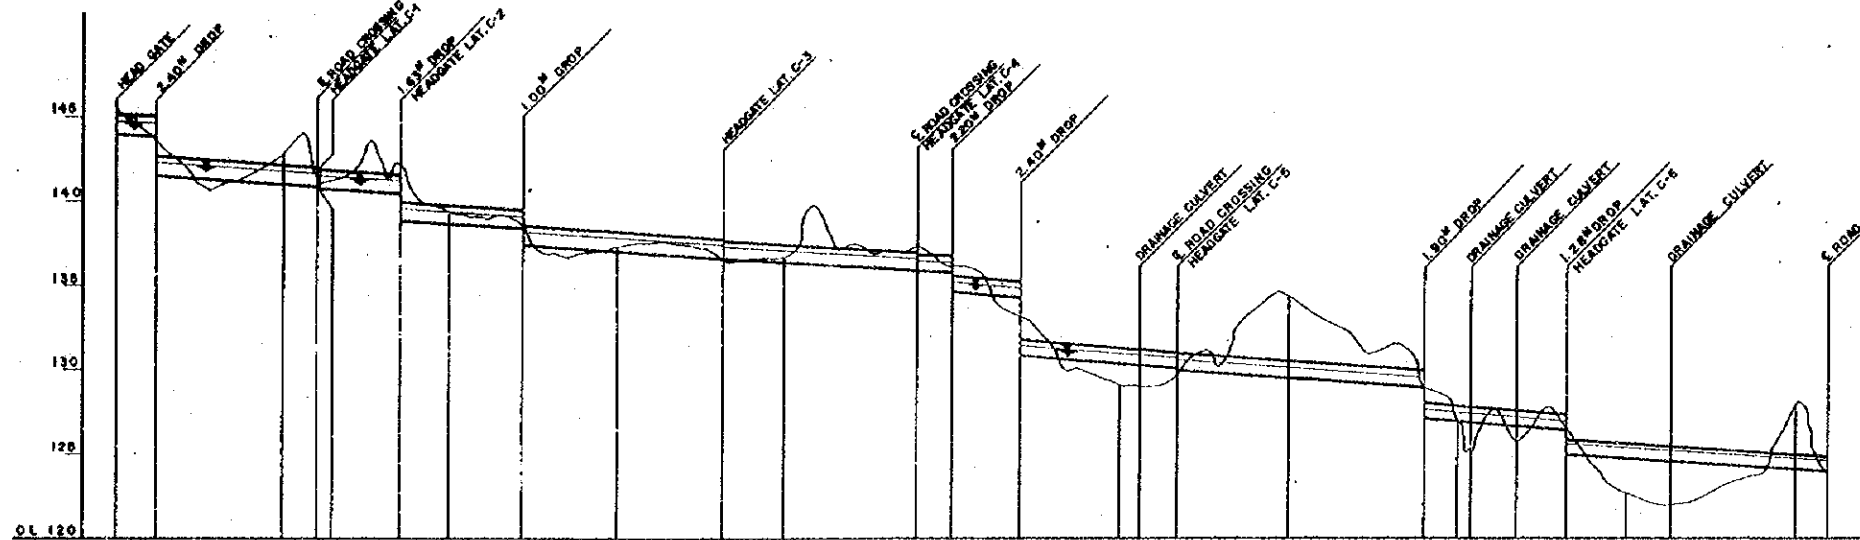 HEAD GATE
2.40ᴹ DROP
℄ ROAD CROSSING
HEADGATE LAT. C-1
1.63ᴹ DROP
HEADGATE LAT. C-2
1.00ᴹ DROP
HEADGATE LAT. C-3
℄ ROAD CROSSING
HEADGATE LAT. C-4
2.20ᴹ DROP
2.40ᴹ DROP
DRAINAGE CULVERT
℄ ROAD CROSSING
HEADGATE LAT. C-5
1.90ᴹ DROP
DRAINAGE CULVERT
DRAINAGE CULVERT
1.28ᴹ DROP
HEADGATE LAT. C-6
DRAINAGE CULVERT
℄ ROAD
145
140
135
130
125
120